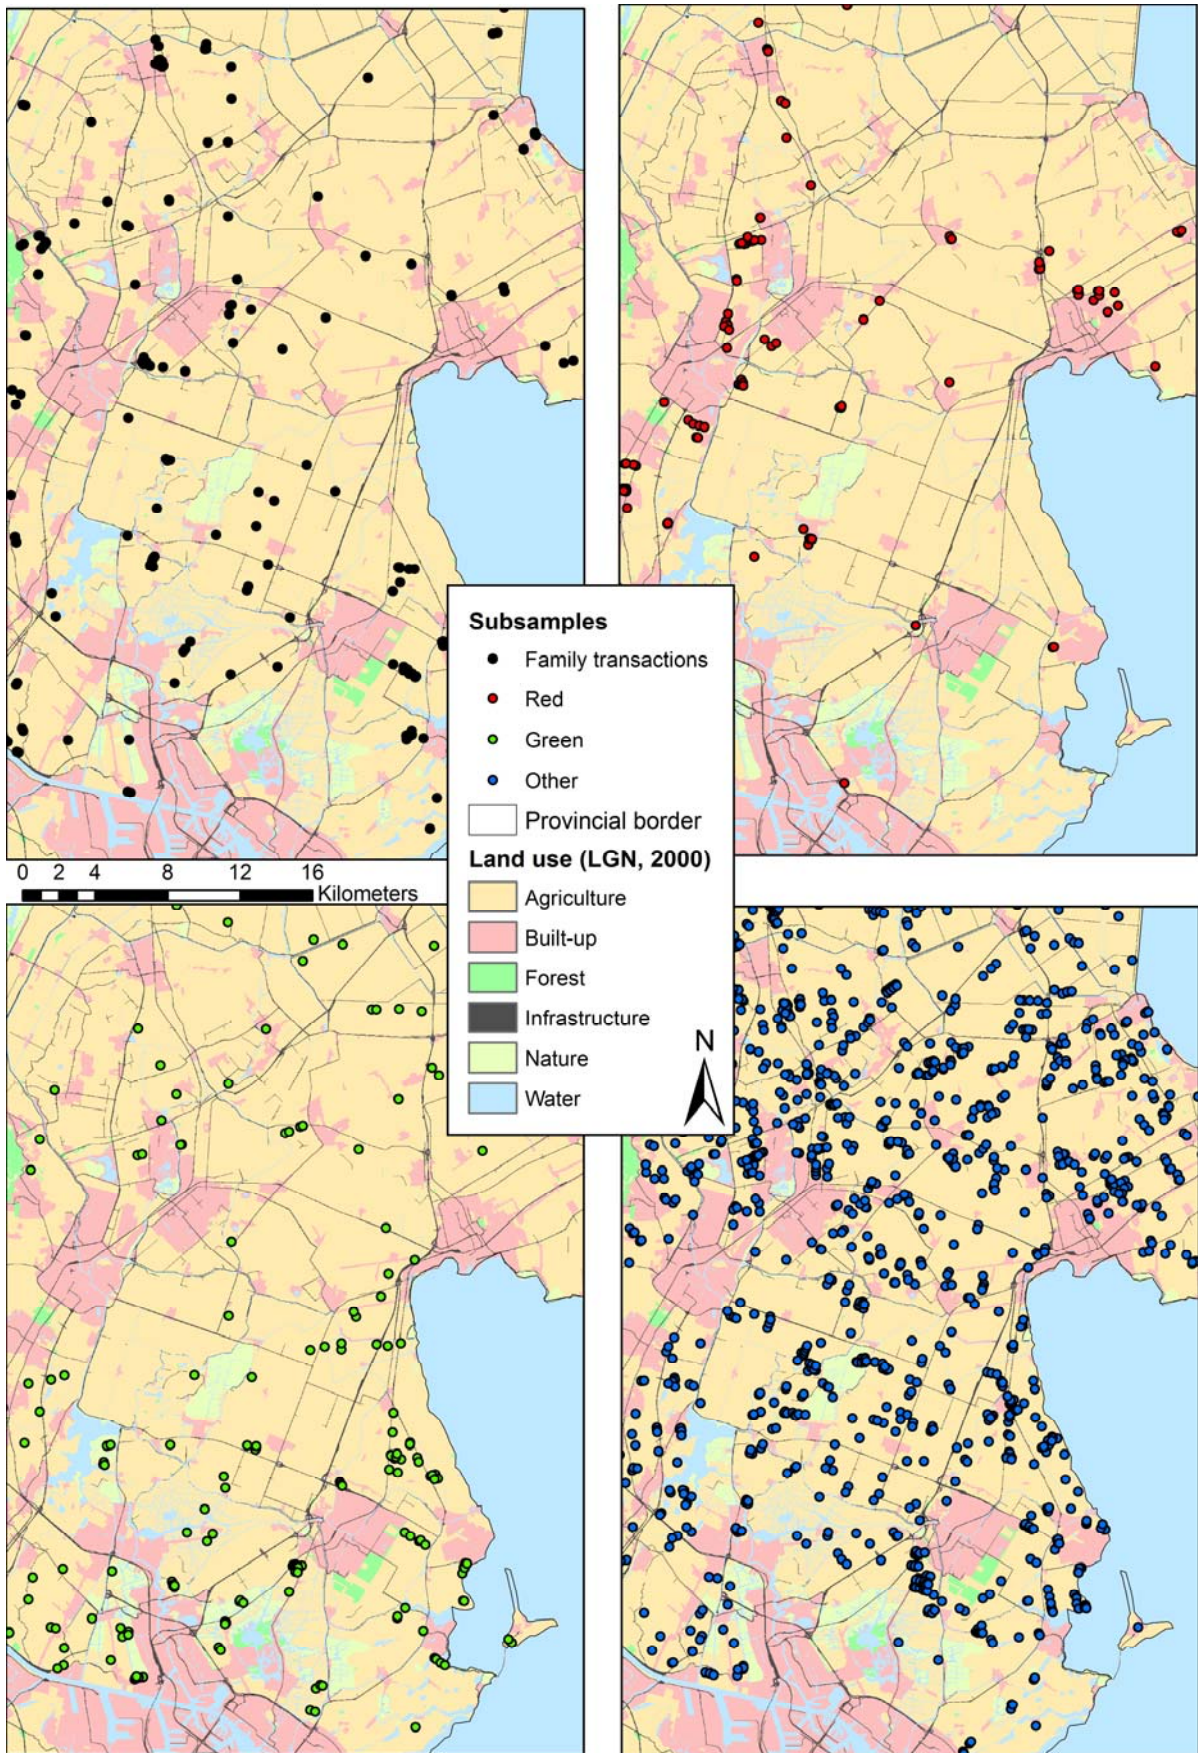 Subsamples
Family transactions
Red
Green
Other
Provincial border
Land use (LGN, 2000)
Agriculture
Built-up
Forest
Infrastructure
Nature
Water
N
0 2 4 8 12 16
Kilometers